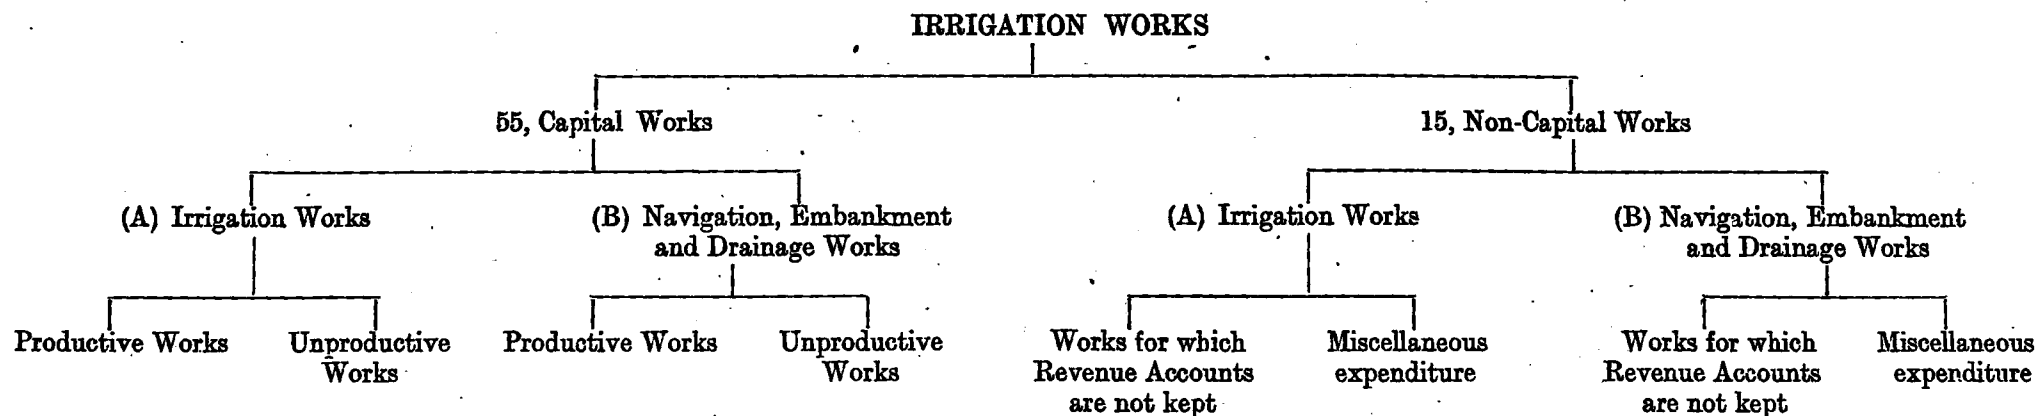 IRRIGATION WORKS
55, Capital Works
15, Non-Capital Works
(A) Irrigation Works
(B) Navigation, Embankment
and Drainage Works
(A) Irrigation Works
(B) Navigation, Embankment
and Drainage Works
Productive Works
Unproductive
Works
Productive Works
Unproductive
Works
Works for which
Revenue Accounts
are not kept
Miscellaneous
expenditure
Works for which
Revenue Accounts
are not kept
Miscellaneous
expenditure